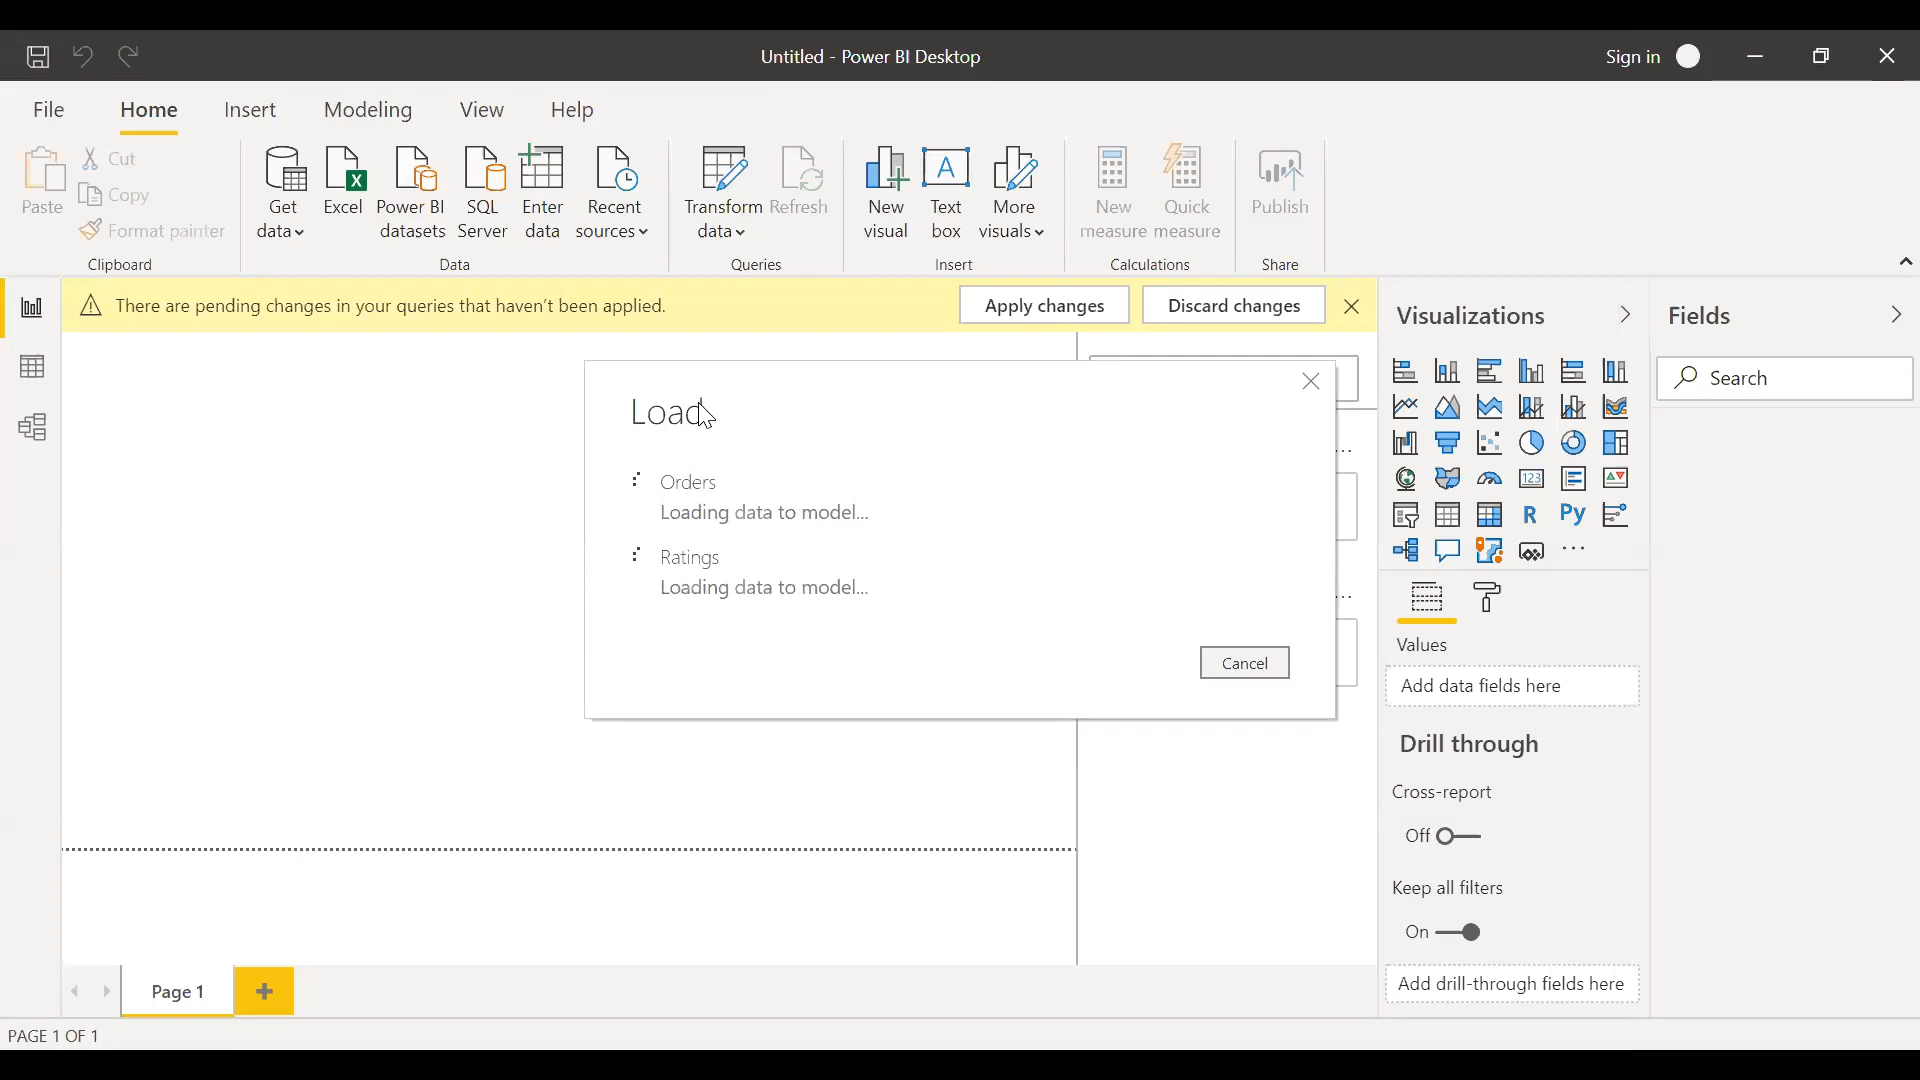 Untitled - Power BI Desktop
Sign in
File Home Insert Modeling View Help
Paste
Cut
Copy
Format painter
Clipboard
Get data
Excel
Power BI datasets
SQL Server
Enter data
Recent sources
Data
Transform data
Refresh
Queries
New visual
Text box
More visuals
Insert
New measure
Quick measure
Calculations
Publish
Share
There are pending changes in your queries that haven't been applied.
Apply changes
Discard changes
Load
Orders
Loading data to model...
Ratings
Loading data to model...
Cancel
Visualizations
123
R
Py
Values
Add data fields here
Drill through
Cross-report
Off
Keep all filters
On
Add drill-through fields here
Fields
Search
Page 1
PAGE 1 OF 1